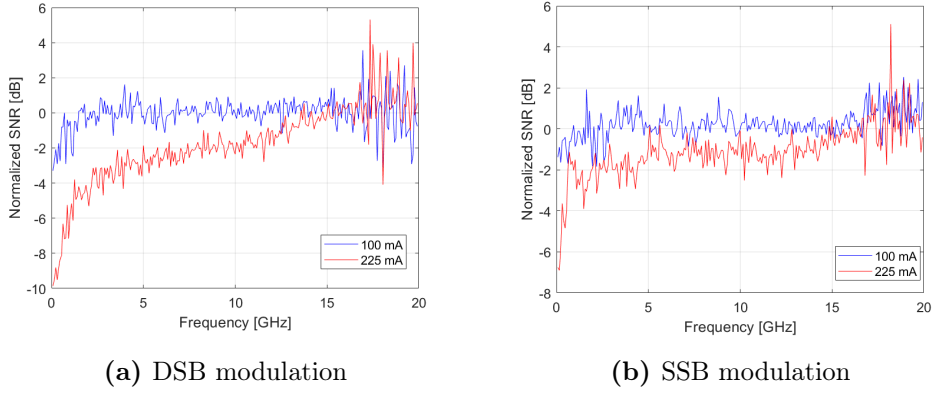 6
4
2
0
-2
-4
-6
-8
-10
Normalized SNR [dB]
0 5 10 15 20
Frequency [GHz]
100 mA
225 mA
(a) DSB modulation
6
4
2
0
-2
-4
-6
-8
Normalized SNR [dB]
0 5 10 15 20
Frequency [GHz]
100 mA
225 mA
(b) SSB modulation